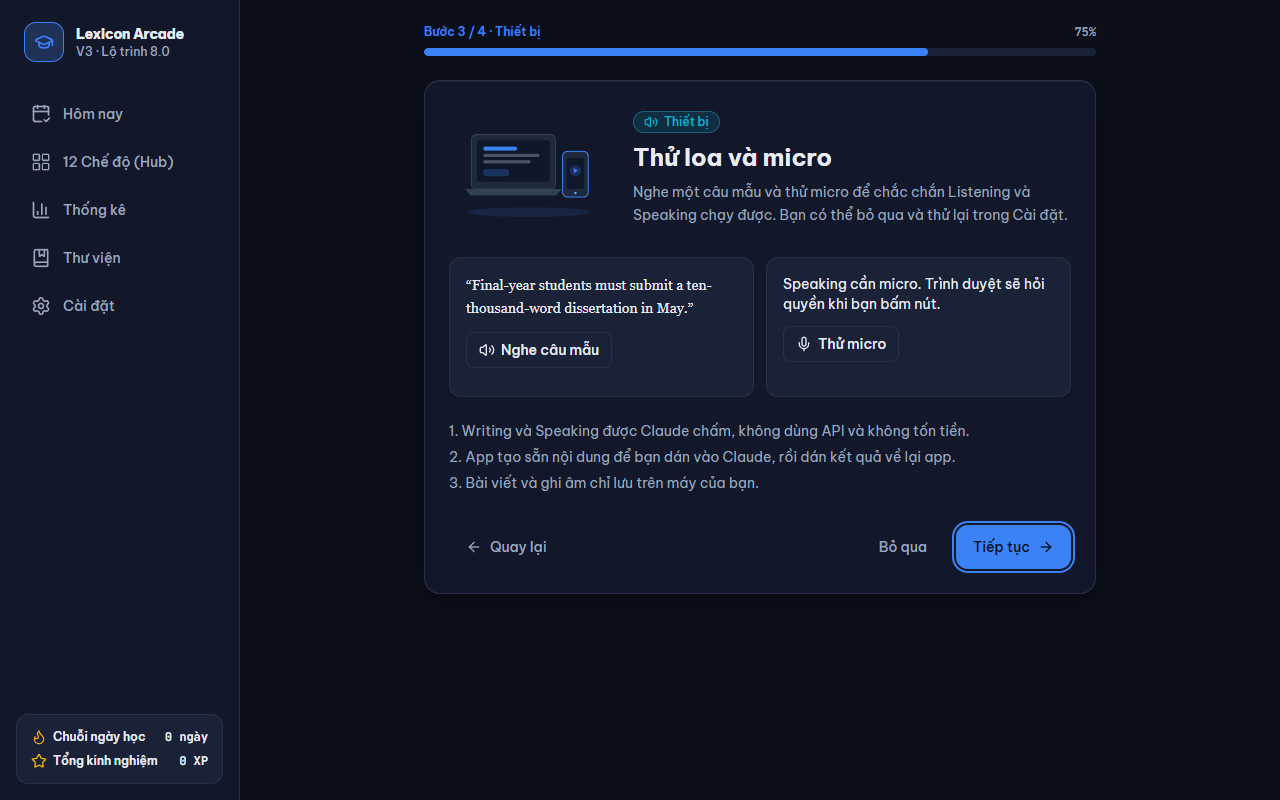 Lexicon Arcade
V3 · Lộ trình 8.0
Hôm nay
12 Chế độ (Hub)
Thống kê
Thư viện
Cài đặt
Chuỗi ngày học 0 ngày
Tổng kinh nghiệm 0 XP
Bước 3 / 4 · Thiết bị 75%
Thiết bị
Thử loa và micro
Nghe một câu mẫu và thử micro để chắc chắn Listening và
Speaking chạy được. Bạn có thể bỏ qua và thử lại trong Cài đặt.
“Final-year students must submit a ten-
thousand-word dissertation in May.”
Nghe câu mẫu
Speaking cần micro. Trình duyệt sẽ hỏi
quyền khi bạn bấm nút.
Thử micro
1. Writing và Speaking được Claude chấm, không dùng API và không tốn tiền.
2. App tạo sẵn nội dung để bạn dán vào Claude, rồi dán kết quả về lại app.
3. Bài viết và ghi âm chỉ lưu trên máy của bạn.
Quay lại
Bỏ qua
Tiếp tục